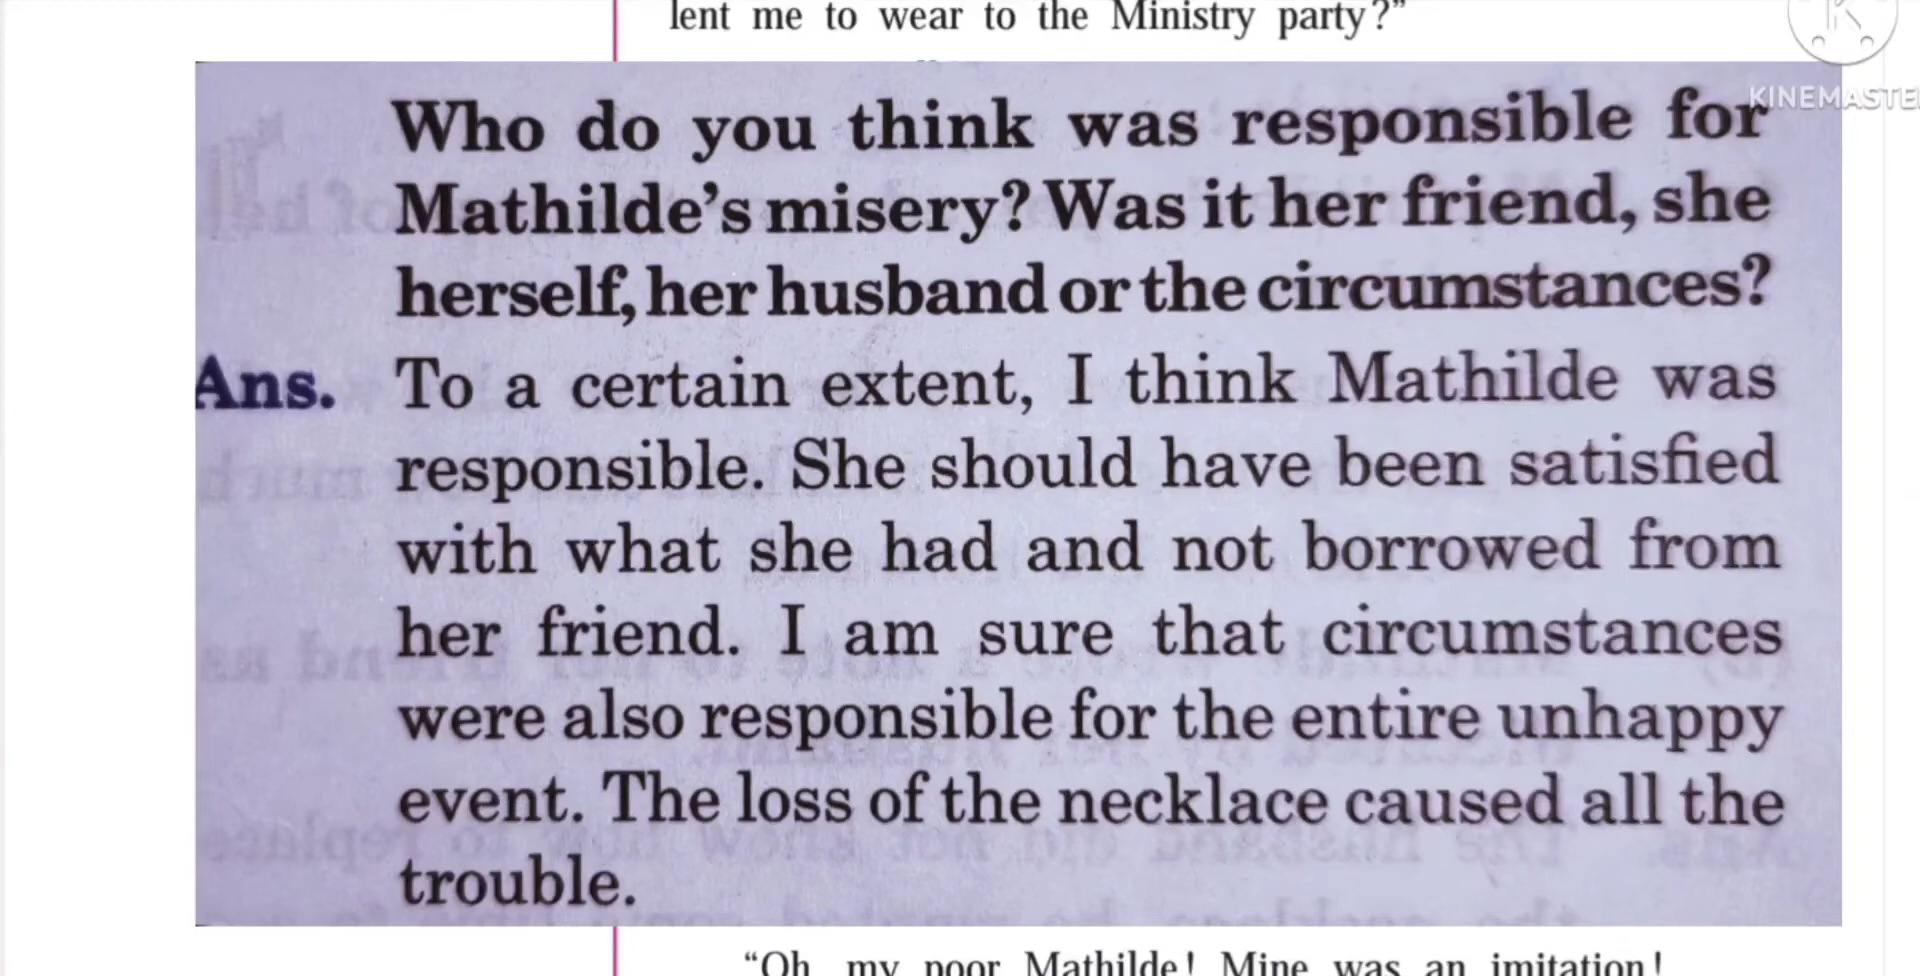 lent me to wear to the Ministry party?"
KINEMASTE
Who do you think was responsible for
Mathilde's misery? Was it her friend, she
herself, her husband or the circumstances?
Ans. To a certain extent, I think Mathilde was
responsible. She should have been satisfied
with what she had and not borrowed from
her friend. I am sure that circumstances
were also responsible for the entire unhappy
event. The loss of the necklace caused all the
trouble.
"Oh, my poor Mathilde! Mine was an imitation!